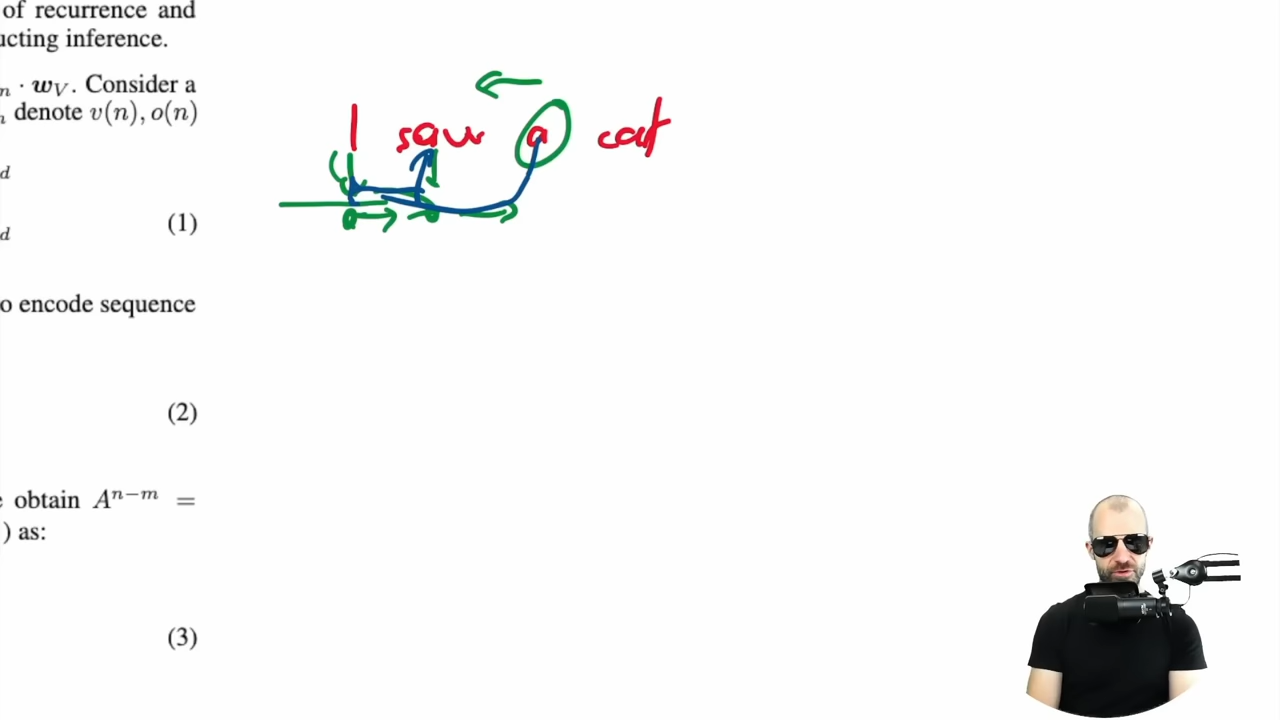 of recurrence and
ucting inference.
n · w_V. Consider a
n denote v(n), o(n)
I saw a cat
d
(1)
d
o encode sequence
(2)
e obtain A^{n−m} =
) as:
(3)